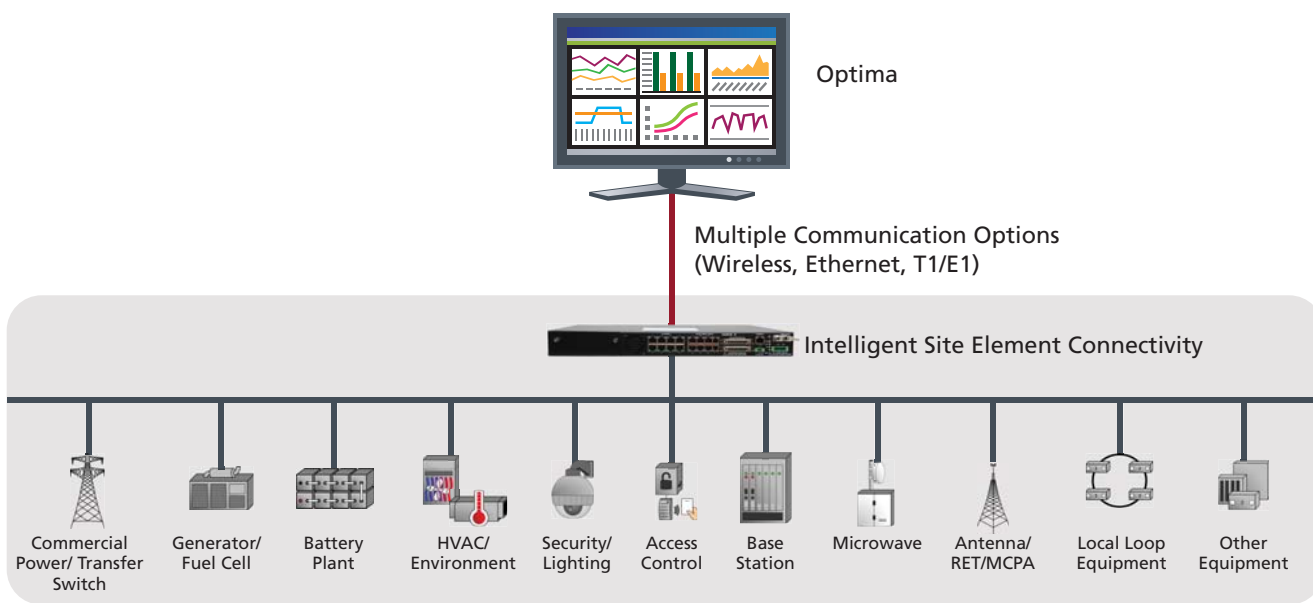 Optima
Multiple Communication Options
(Wireless, Ethernet, T1/E1)
Intelligent Site Element Connectivity
Commercial
Power/ Transfer
Switch
Generator/
Fuel Cell
Battery
Plant
HVAC/
Environment
Security/
Lighting
Access
Control
Base
Station
Microwave
Antenna/
RET/MCPA
Local Loop
Equipment
Other
Equipment